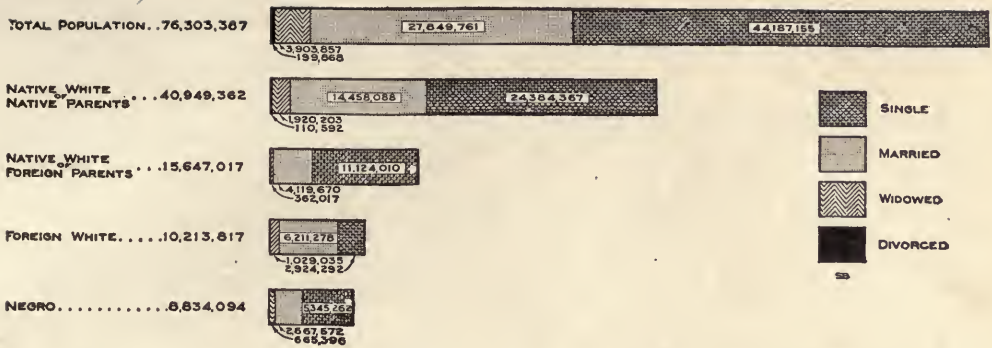 TOTAL POPULATION..76,303,387
27,849,761
44,187,155
3,903,857
199,868
NATIVE WHITE
OF
NATIVE PARENTS ...40,949,362
14,458,088
24,384,367
1,920,203
110,592
NATIVE WHITE
OF
FOREIGN PARENTS ...15,647,017
11,124,010
4,119,670
362,017
FOREIGN WHITE.....10,213,817
6,211,278
1,029,035
2,924,292
NEGRO............8,834,094
5,345,262
2,667,572
665,396
SINGLE
MARRIED
WIDOWED
DIVORCED